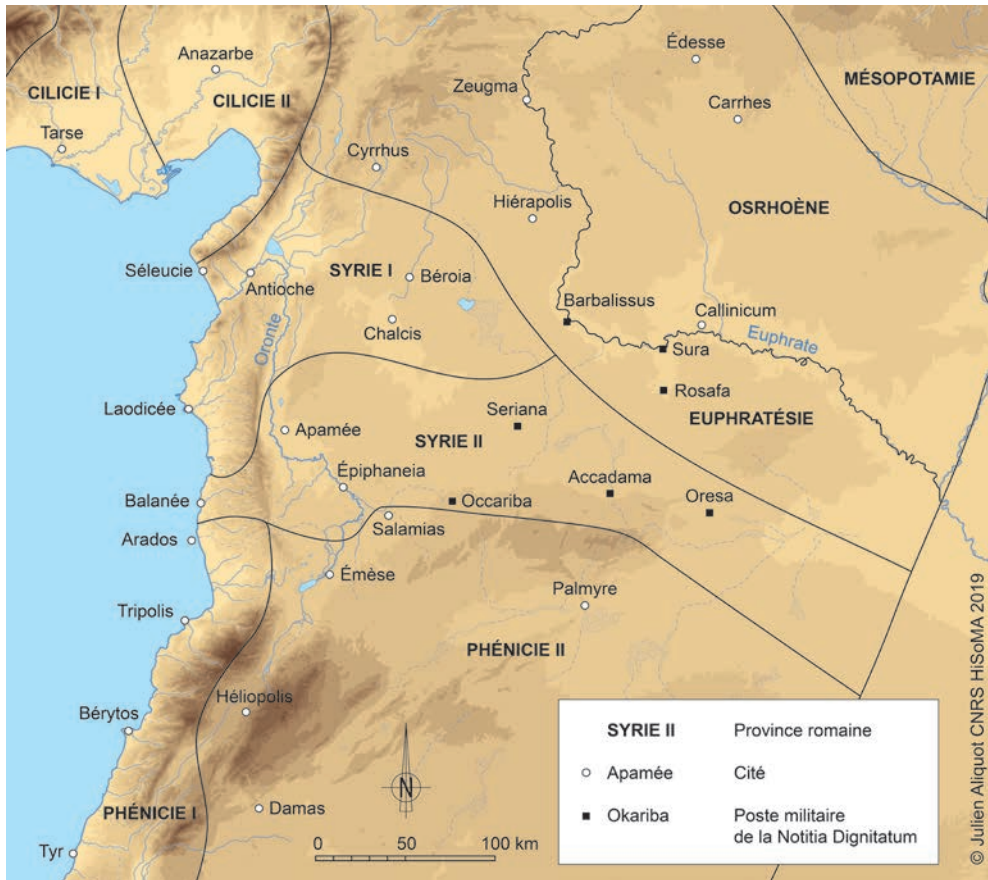 Anazarbe
Édesse
MÉSOPOTAMIE
CILICIE I
CILICIE II
Zeugma
Carrhes
Tarse
Cyrrhus
Hiérapolis
OSRHOÈNE
Séleucie
Antioche
SYRIE I
Béroia
Barbalissus
Callinicum
Chalcis
Oronte
Euphrate
Sura
Rosafa
Laodicée
Seriana
EUPHRATÉSIE
Apamée
SYRIE II
Épiphaneia
Accadama
Balanée
Occariba
Oresa
Salamias
Arados
Émèse
Palmyre
Tripolis
PHÉNICIE II
Héliopolis
Bérytos
PHÉNICIE I
Damas
Tyr
N
0 50 100 km
SYRIE II Province romaine
Apamée Cité
Okariba Poste militaire
de la Notitia Dignitatum
© Julien Aliquot CNRS HiSoMA 2019